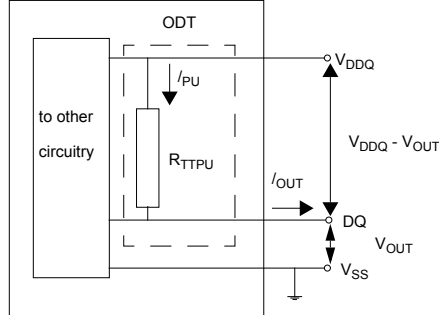 ODT
V_DDQ
I_PU
to other
circuitry
V_DDQ - V_OUT
R_TTPU
I_OUT
DQ
V_OUT
V_SS